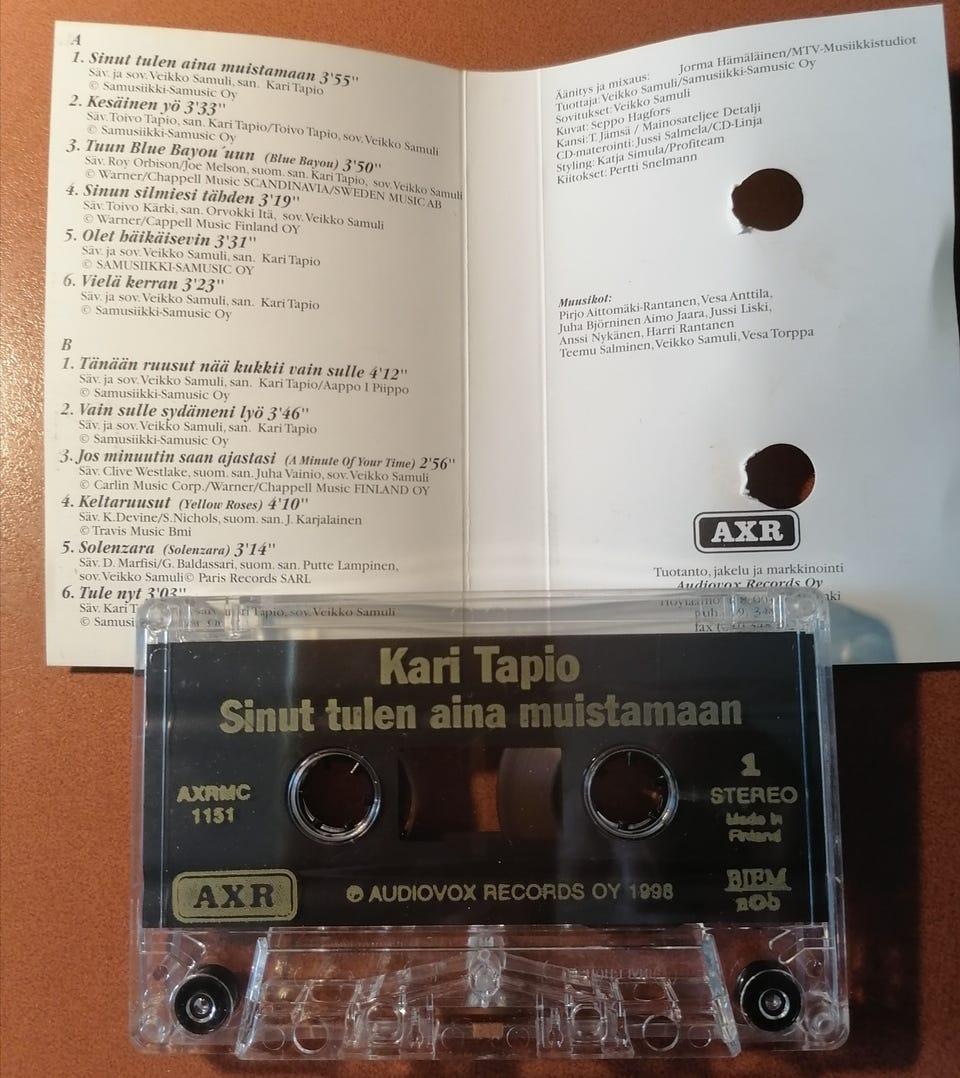 A
1. Sinut tulen aina muistamaan 3'55"
Säv. ja sov. Veikko Samuli, san. Kari Tapio
© Samusiikki-Samusic Oy
2. Kesäinen yö 3'33"
Säv. Toivo Tapio, san. Kari Tapio/Toivo Tapio, sov. Veikko Samuli
© Samusiikki-Samusic Oy
3. Tuun Blue Bayou´uun (Blue Bayou) 3'50"
Säv. Roy Orbison/Joe Melson, suom. san. Kari Tapio, sov. Veikko Samuli
© Warner/Chappell Music SCANDINAVIA/SWEDEN MUSIC AB
4. Sinun silmiesi tähden 3'19"
Säv. Toivo Kärki, san. Orvokki Itä, sov. Veikko Samuli
© Warner/Cappell Music Finland OY
5. Olet häikäisevin 3'31"
Säv. ja sov. Veikko Samuli, san. Kari Tapio
© SAMUSIIKKI-SAMUSIC OY
6. Vielä kerran 3'23"
Säv. ja sov. Veikko Samuli, san. Kari Tapio
© Samusiikki-Samusic Oy
B
1. Tänään ruusut nää kukkii vain sulle 4'12"
Säv. ja sov. Veikko Samuli, san. Kari Tapio/Aappo I Piippo
© Samusiikki-Samusic Oy
2. Vain sulle sydämeni lyö 3'46"
Säv. ja sov. Veikko Samuli, san. Kari Tapio
© Samusiikki-Samusic Oy
3. Jos minuutin saan ajastasi (A Minute Of Your Time) 2'56"
Säv. Clive Westlake, suom. san. Juha Vainio, sov. Veikko Samuli
© Carlin Music Corp./Warner/Chappell Music FINLAND OY
4. Keltaruusut (Yellow Roses) 4'10"
Säv. K.Devine/S.Nichols, suom. san. J. Karjalainen
© Travis Music Bmi
5. Solenzara (Solenzara) 3'14"
Säv. D. Marfisi/G. Baldassari, suom. san. Putte Lampinen,
sov. Veikko Samuli© Paris Records SARL
6. Tule nyt 3'03"
Säv. Kari Tapio, sov. Veikko Samuli
Äänitys ja mixaus: Jorma Hämäläinen/MTV-Musiikkistudiot
Tuottaja: Veikko Samuli/Samusiikki-Samusic Oy
Sovitukset: Veikko Samuli
Kuvat: Seppo Hagfors
Kansi: T. Jämsä / Mainosateljee Detalji
CD-materointi: Jussi Salmela/CD-Linja
Styling: Katja Simula/Profiteam
Kiitokset: Pertti Snelmann
Muusikot:
Pirjo Aittomäki-Rantanen, Vesa Anttila,
Juha Björninen Aimo Jaara, Jussi Liski,
Anssi Nykänen, Harri Rantanen
Teemu Salminen, Veikko Samuli, Vesa Torppa
AXR
Tuotanto, jakelu ja markkinointi
Audiovox Records Oy
Kari Tapio
Sinut tulen aina muistamaan
AXRMC
1151
1
STEREO
Made in
Finland
AXR
℗ AUDIOVOX RECORDS OY 1998
BIEM
ncb